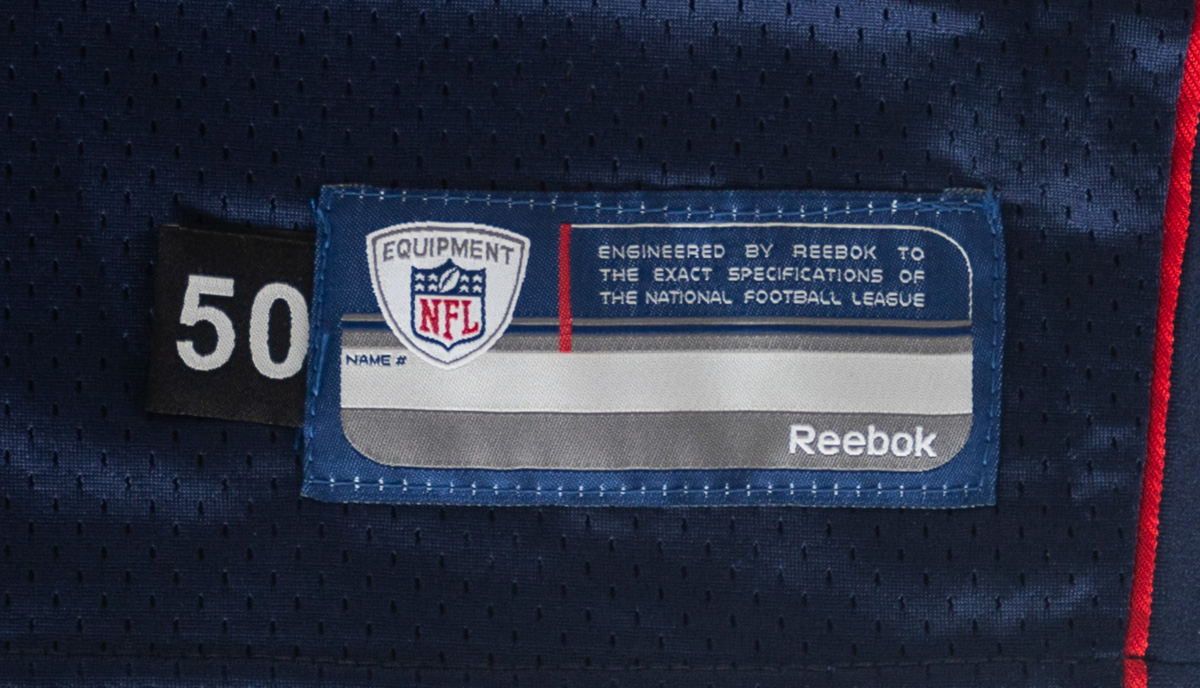 50
EQUIPMENT
NFL
ENGINEERED BY REEBOK TO
THE EXACT SPECIFICATIONS OF
THE NATIONAL FOOTBALL LEAGUE
NAME #
Reebok